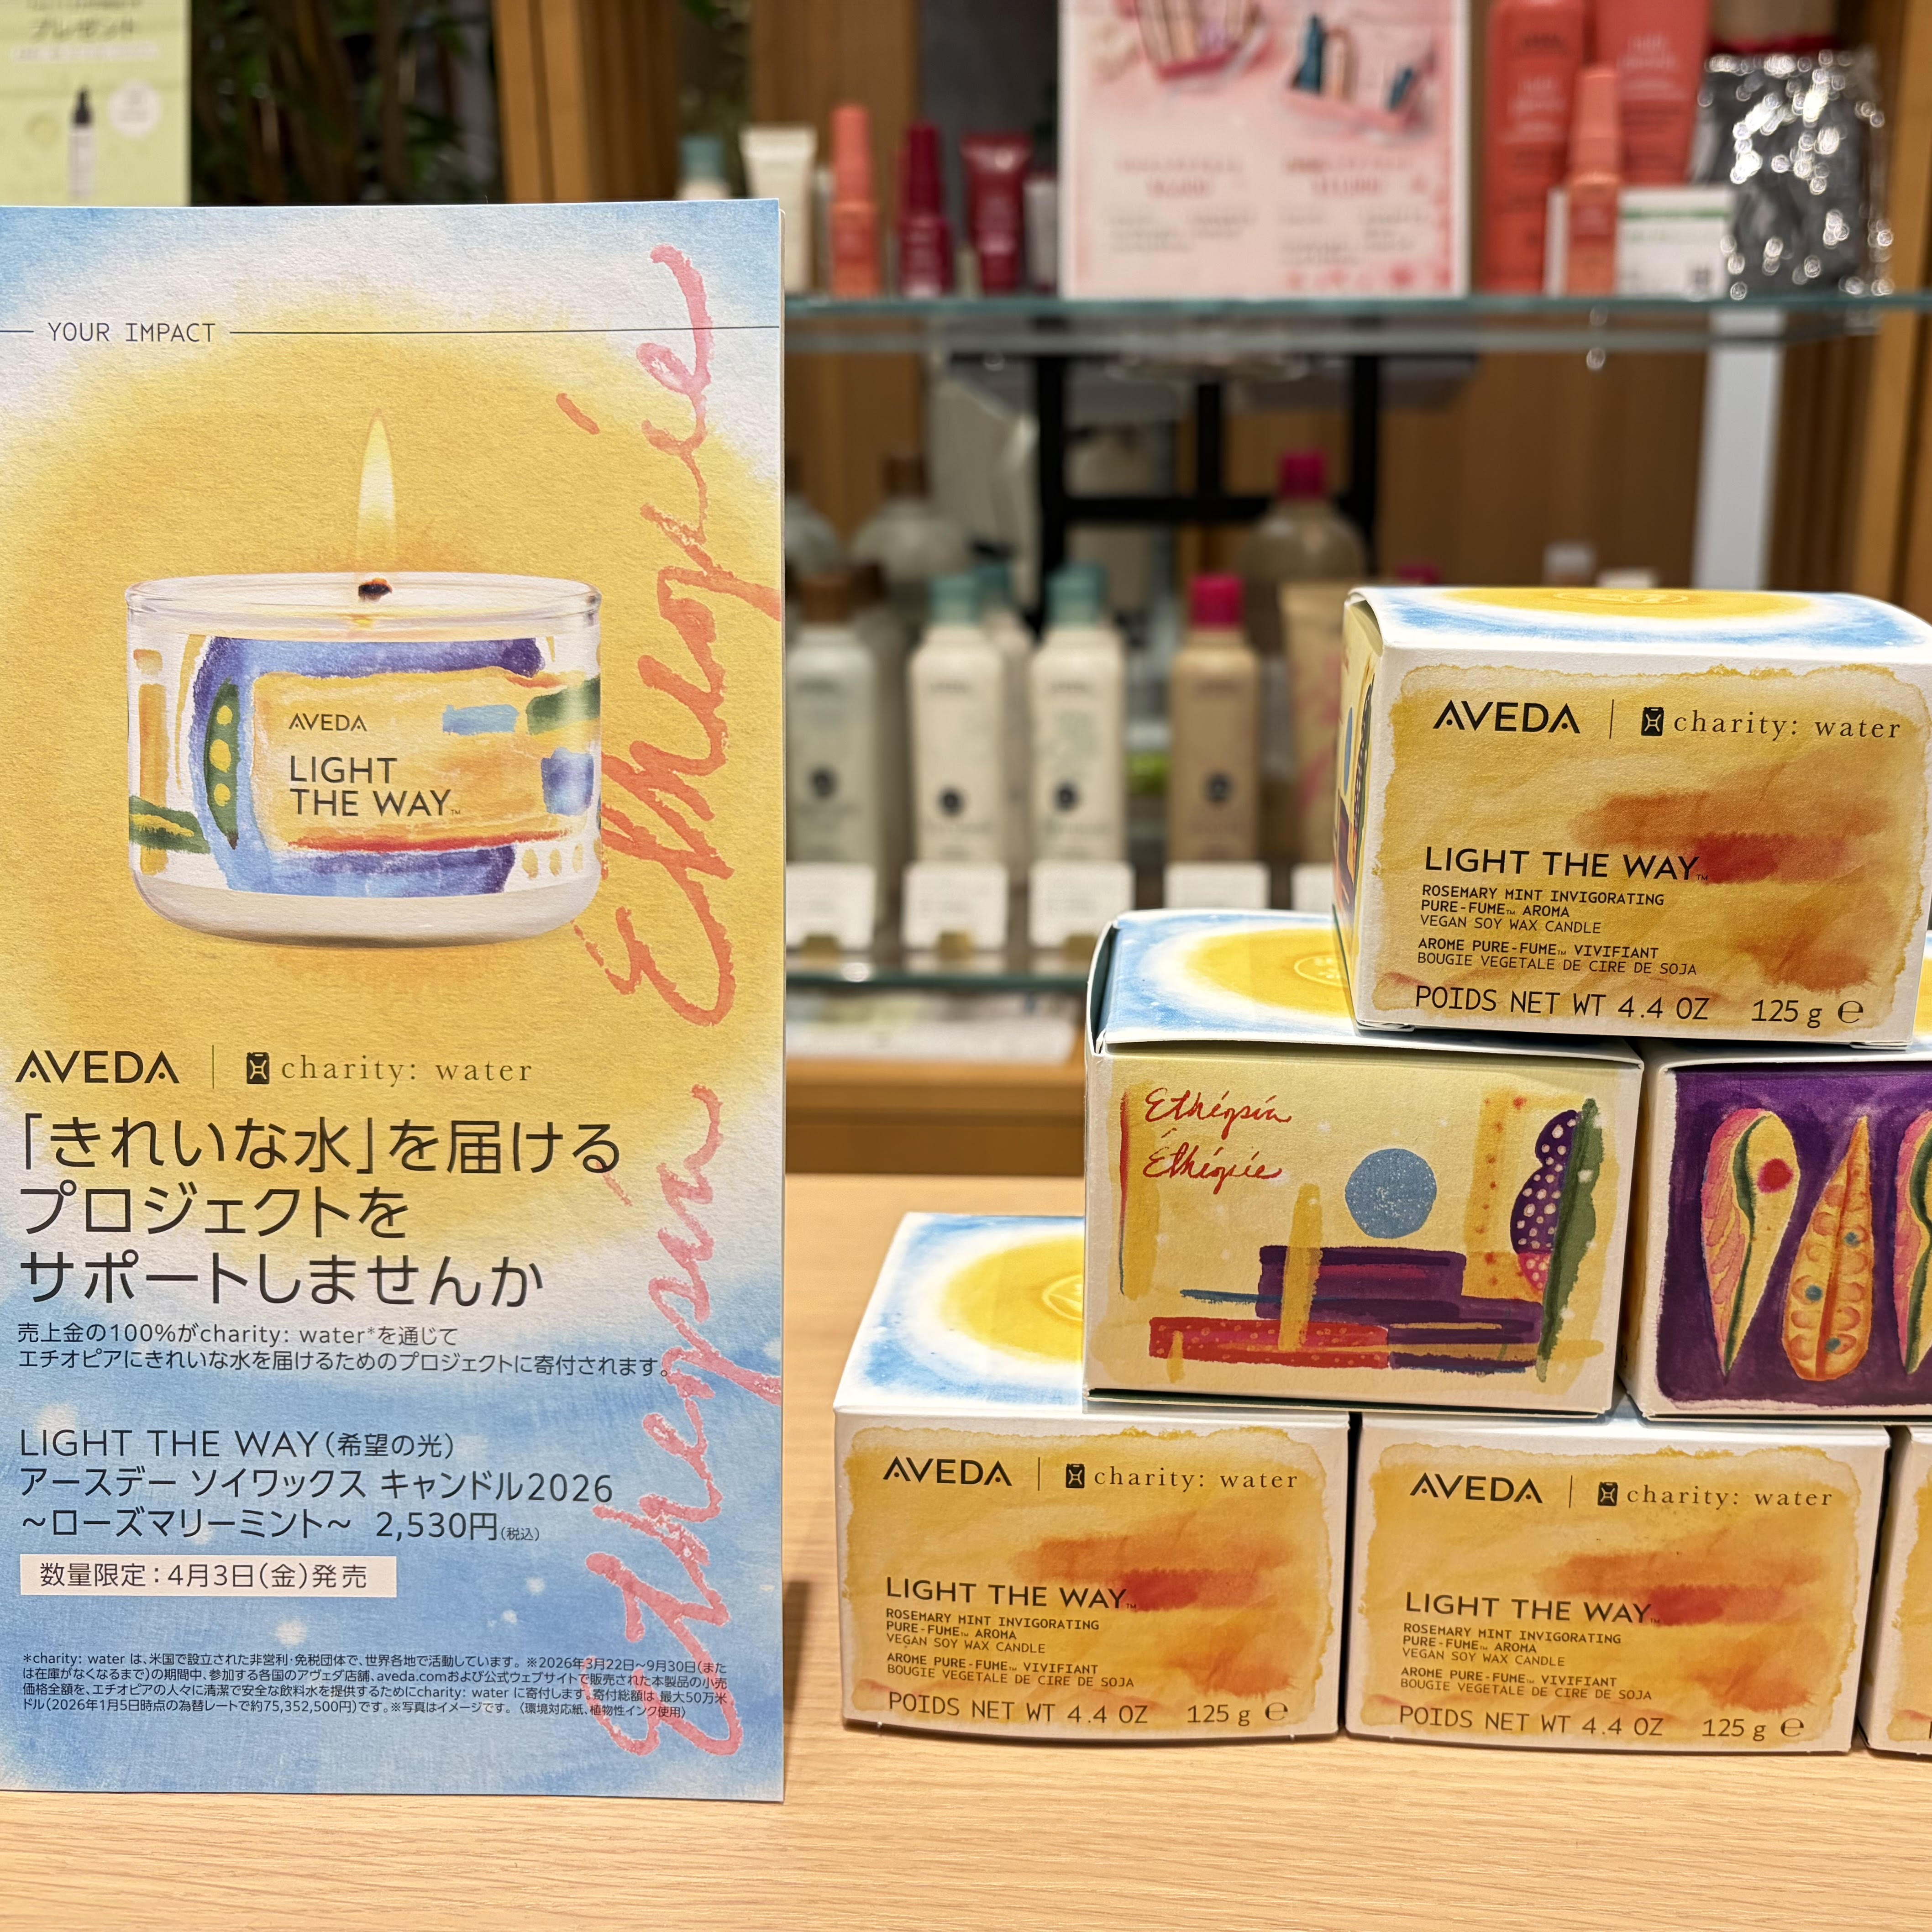 プレゼント
YOUR IMPACT
AVEDA
LIGHT
THE WAY™
Ethiopia Éthiopie
AVEDA | charity: water
「きれいな水」を届ける
プロジェクトを
サポートしませんか
売上金の100%がcharity: water*を通じて
エチオピアにきれいな水を届けるためのプロジェクトに寄付されます。
LIGHT THE WAY(希望の光)
アースデー ソイワックス キャンドル2026
~ローズマリーミント~ 2,530円(税込)
数量限定:4月3日(金)発売
*charity: water は、米国で設立された非営利・免税団体で、世界各地で活動しています。 ※2026年3月22日~9月30日(また
は在庫がなくなるまで)の期間中、参加する各国のアヴェダ店舗、aveda.comおよび公式ウェブサイトで販売された本製品の小売
価格全額を、エチオピアの人々に清潔で安全な飲料水を提供するためにcharity: water に寄付します。寄付総額は 最大50万米
ドル(2026年1月5日時点の為替レートで約75,352,500円)です。※写真はイメージです。〈環境対応紙、植物性インク使用〉
AVEDA | charity: water
LIGHT THE WAY™
ROSEMARY MINT INVIGORATING
PURE-FUME™ AROMA
VEGAN SOY WAX CANDLE
AROME PURE-FUME™ VIVIFIANT
BOUGIE VEGETALE DE CIRE DE SOJA
POIDS NET WT 4.4 OZ 125 g ℮
Ethiopia
Éthiopie
AVEDA | charity: water
LIGHT THE WAY™
ROSEMARY MINT INVIGORATING
PURE-FUME™ AROMA
VEGAN SOY WAX CANDLE
AROME PURE-FUME™ VIVIFIANT
BOUGIE VEGETALE DE CIRE DE SOJA
POIDS NET WT 4.4 OZ 125 g ℮
AVEDA | charity: water
LIGHT THE WAY™
ROSEMARY MINT INVIGORATING
PURE-FUME™ AROMA
VEGAN SOY WAX CANDLE
AROME PURE-FUME™ VIVIFIANT
BOUGIE VEGETALE DE CIRE DE SOJA
POIDS NET WT 4.4 OZ 125 g ℮